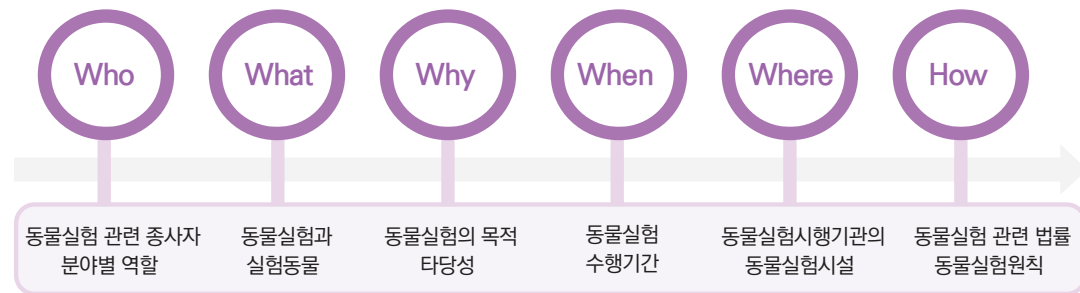 Who
What
Why
When
Where
How
동물실험 관련 종사자
분야별 역할
동물실험과
실험동물
동물실험의 목적
타당성
동물실험
수행기간
동물실험시행기관의
동물실험시설
동물실험 관련 법률
동물실험원칙